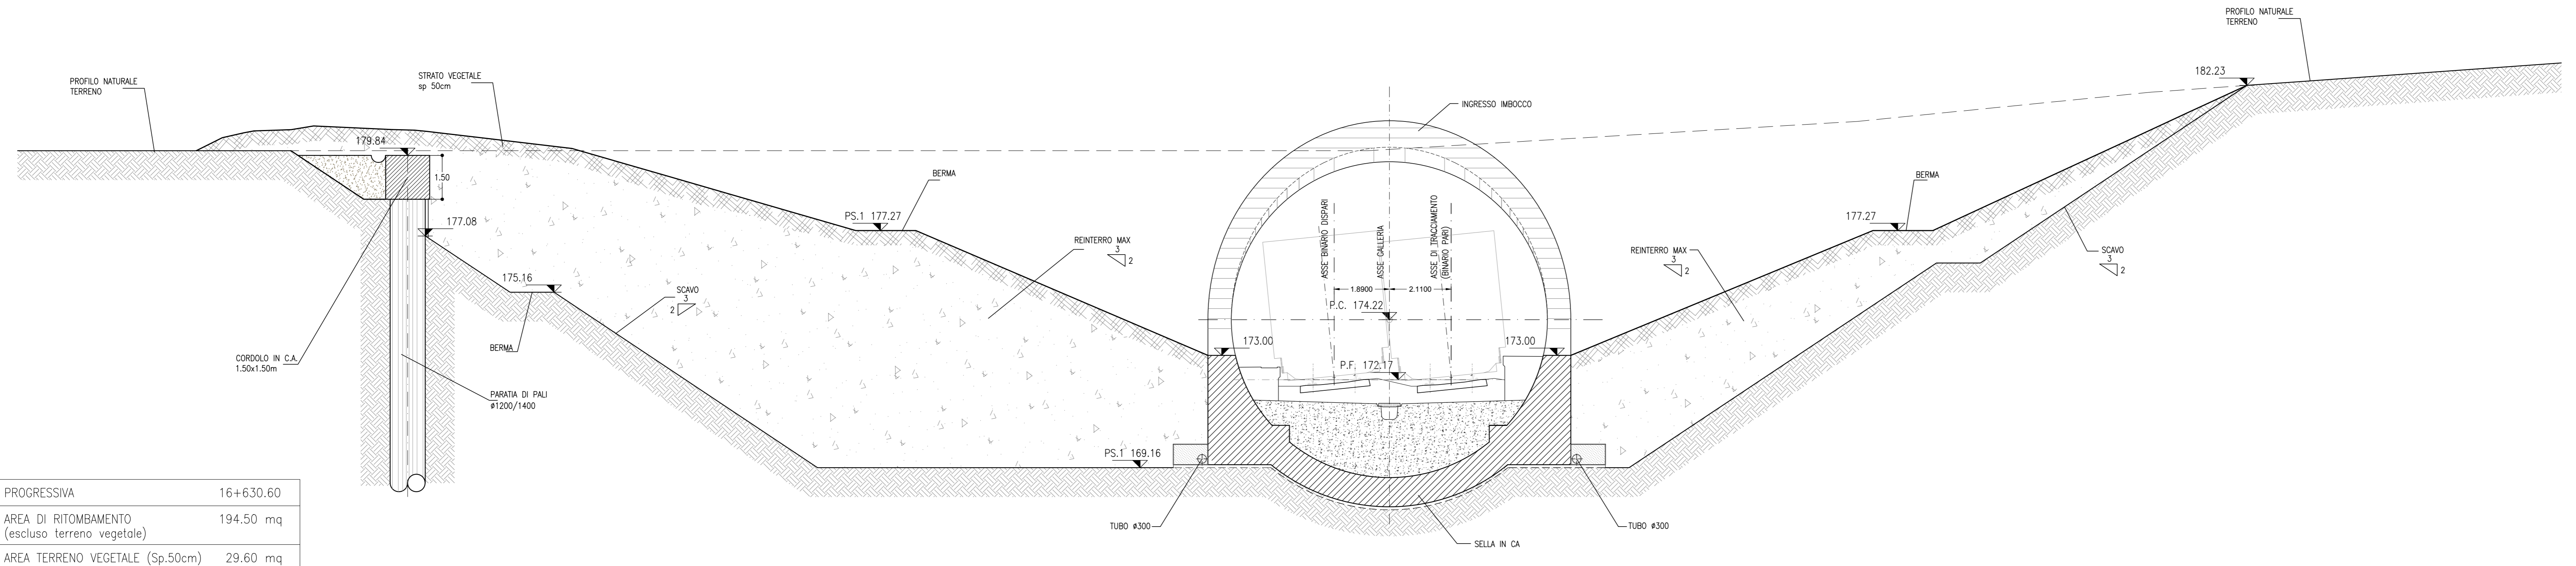 PROFILO NATURALE
TERRENO
STRATO VEGETALE
sp 50cm
179.84
1.50
177.08
175.16
BERMA
SCAVO
3
2
CORDOLO IN C.A.
1.50x1.50m
PARATIA DI PALI
ø1200/1400
PS.1 177.27
BERMA
REINTERRO MAX
3
2
PS.1 169.16
TUBO ø300
INGRESSO IMBOCCO
ASSE BINARIO DISPARI
ASSE GALLERIA
ASSE DI TRACCIAMENTO
(BINARIO PARI)
1.8900
2.1100
P.C. 174.22
173.00
173.00
P.F. 172.17
SELLA IN CA
TUBO ø300
REINTERRO MAX
3
2
177.27
BERMA
SCAVO
3
2
182.23
PROFILO NATURALE
TERRENO
PROGRESSIVA 16+630.60
AREA DI RITOMBAMENTO 194.50 mq
(escluso terreno vegetale)
AREA TERRENO VEGETALE (Sp.50cm) 29.60 mq